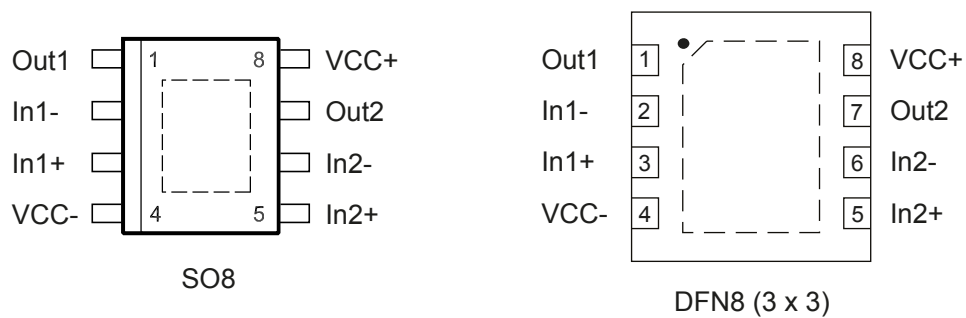 Out1 1 8 VCC+
In1- Out2
In1+ In2-
VCC- 4 5 In2+
SO8
Out1 1 8 VCC+
In1- 2 7 Out2
In1+ 3 6 In2-
VCC- 4 5 In2+
DFN8 (3 x 3)